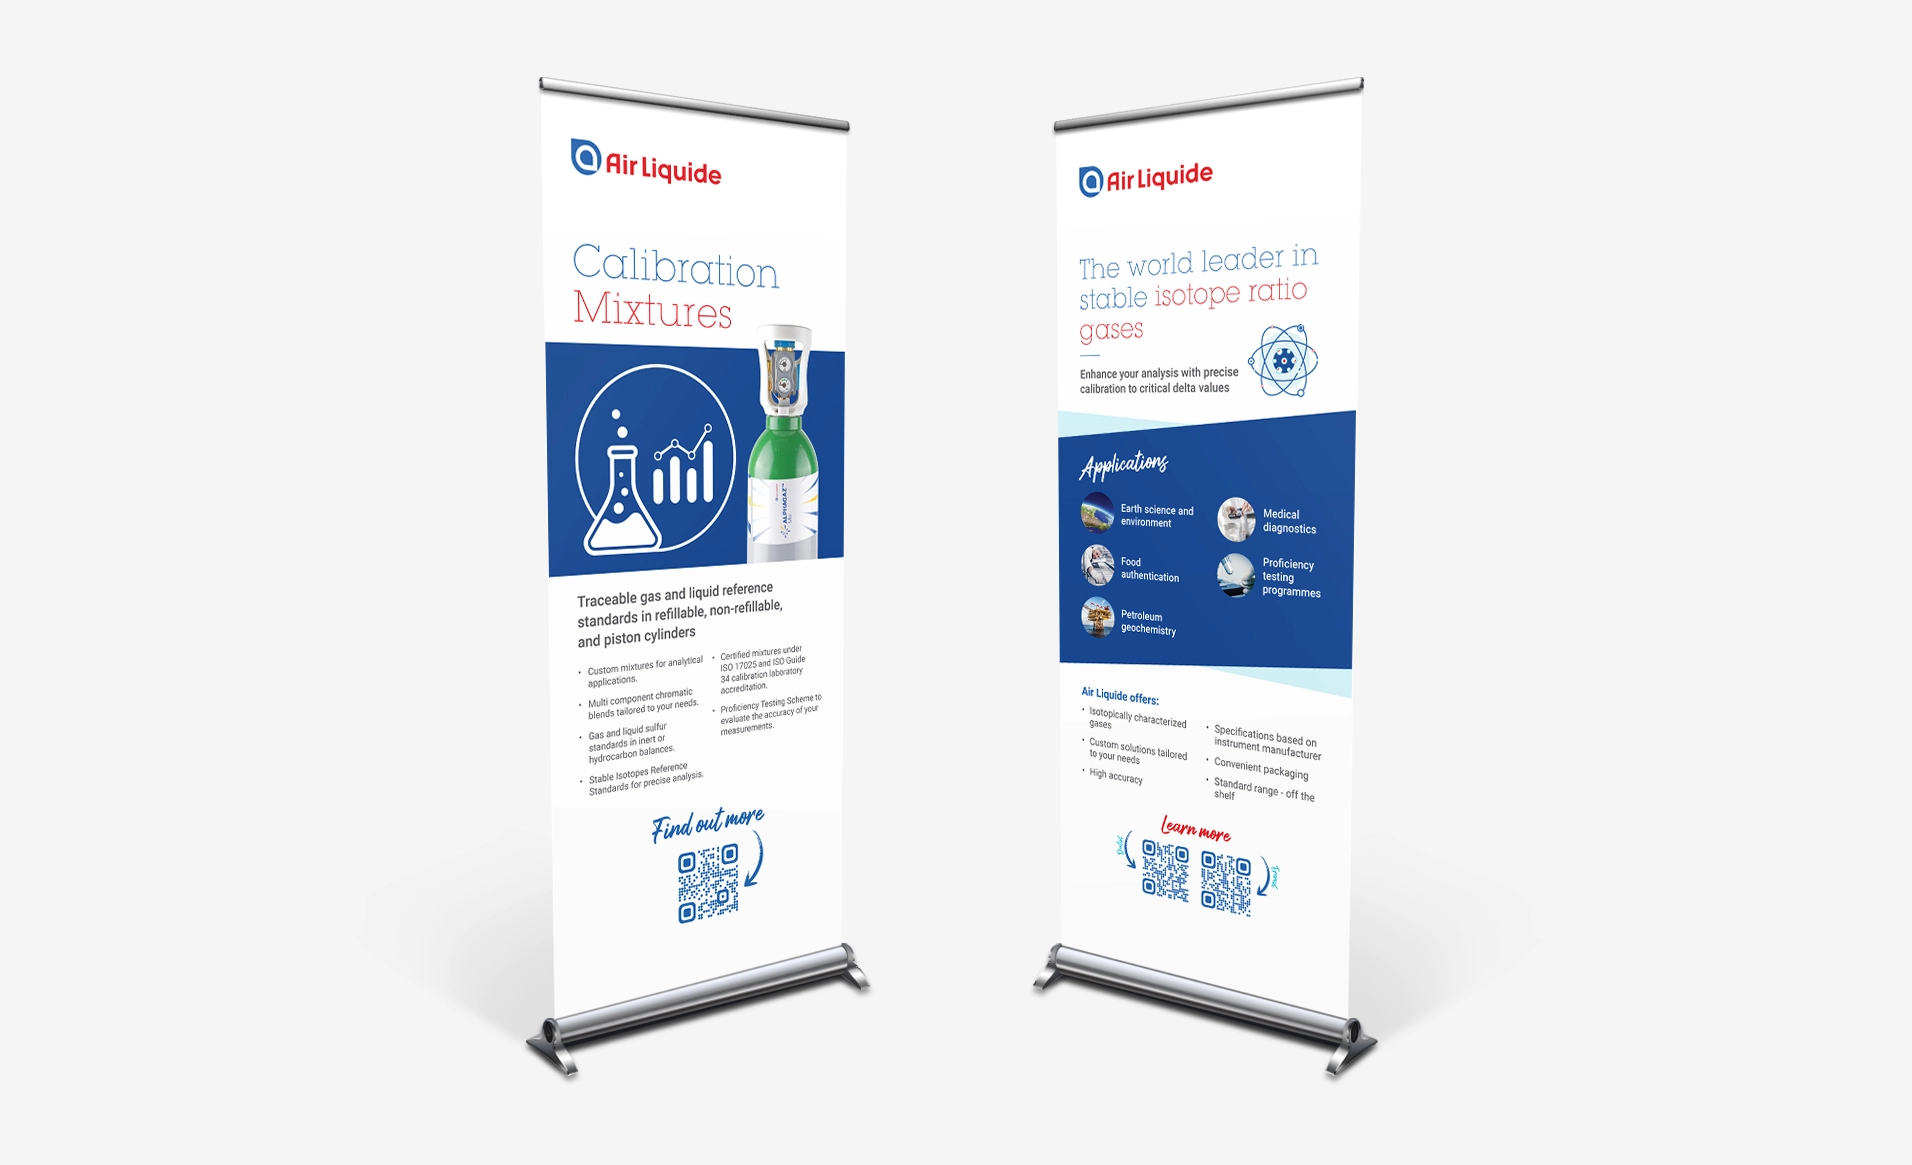 Air Liquide
Calibration
Mixtures
ALPHAGAZ™
Mix
Traceable gas and liquid reference
standards in refillable, non-refillable,
and piston cylinders
• Custom mixtures for analytical
applications.
• Multi component chromatic
blends tailored to your needs.
• Gas and liquid sulfur
standards in inert or
hydrocarbon balances.
• Stable Isotopes Reference
Standards for precise analysis.
• Certified mixtures under
ISO 17025 and ISO Guide
34 calibration laboratory
accreditation.
• Proficiency Testing Scheme to
evaluate the accuracy of your
measurements.
Find out more
Air Liquide
The world leader in
stable isotope ratio
gases
Enhance your analysis with precise
calibration to critical delta values
Applications
Earth science and
environment
Food
authentication
Petroleum
geochemistry
Medical
diagnostics
Proficiency
testing
programmes
Air Liquide offers:
• Isotopically characterized
gases
• Custom solutions tailored
to your needs
• High accuracy
• Specifications based on
instrument manufacturer
• Convenient packaging
• Standard range - off the
shelf
Learn more